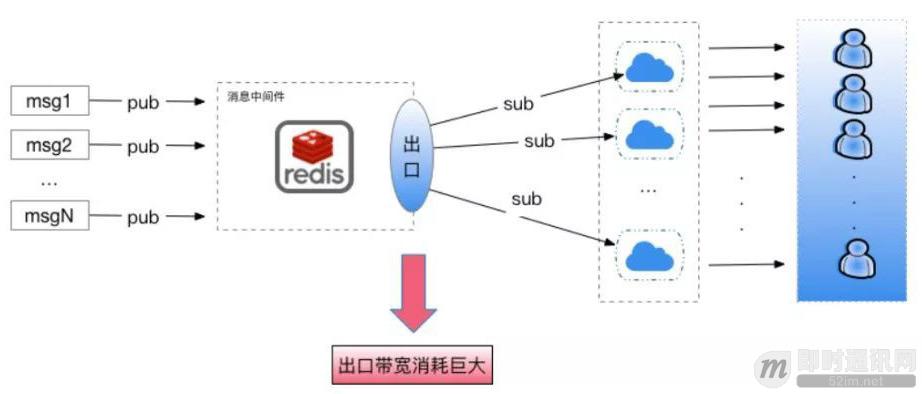 msg1
pub
msg2
pub
...
msgN
pub
消息中间件
redis
出口
sub
sub
...
sub
出口带宽消耗巨大
即时通讯网
52im.net